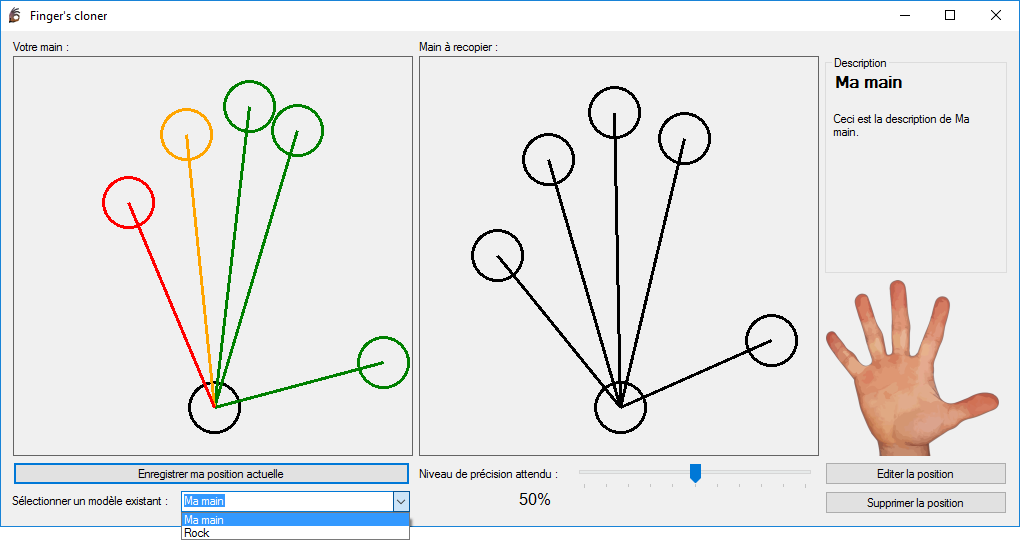 Finger's cloner
Votre main :
Main à recopier :
Description
Ma main
Ceci est la description de Ma
main.
Enregistrer ma position actuelle
Niveau de précision attendu :
Editer la position
Sélectionner un modèle existant :
Ma main
50%
Supprimer la position
Ma main
Rock